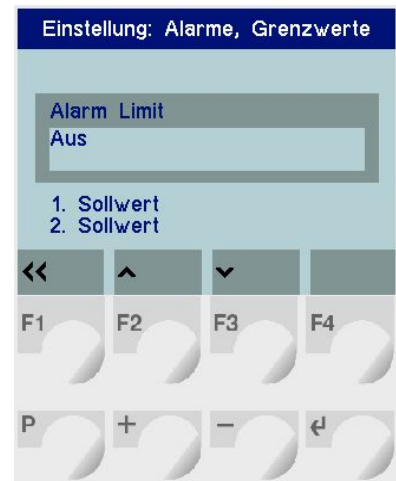 Einstellung: Alarme, Grenzwerte
Alarm Limit
Aus
1. Sollwert
2. Sollwert
<< ^ v
F1 F2 F3 F4
P + - ↵